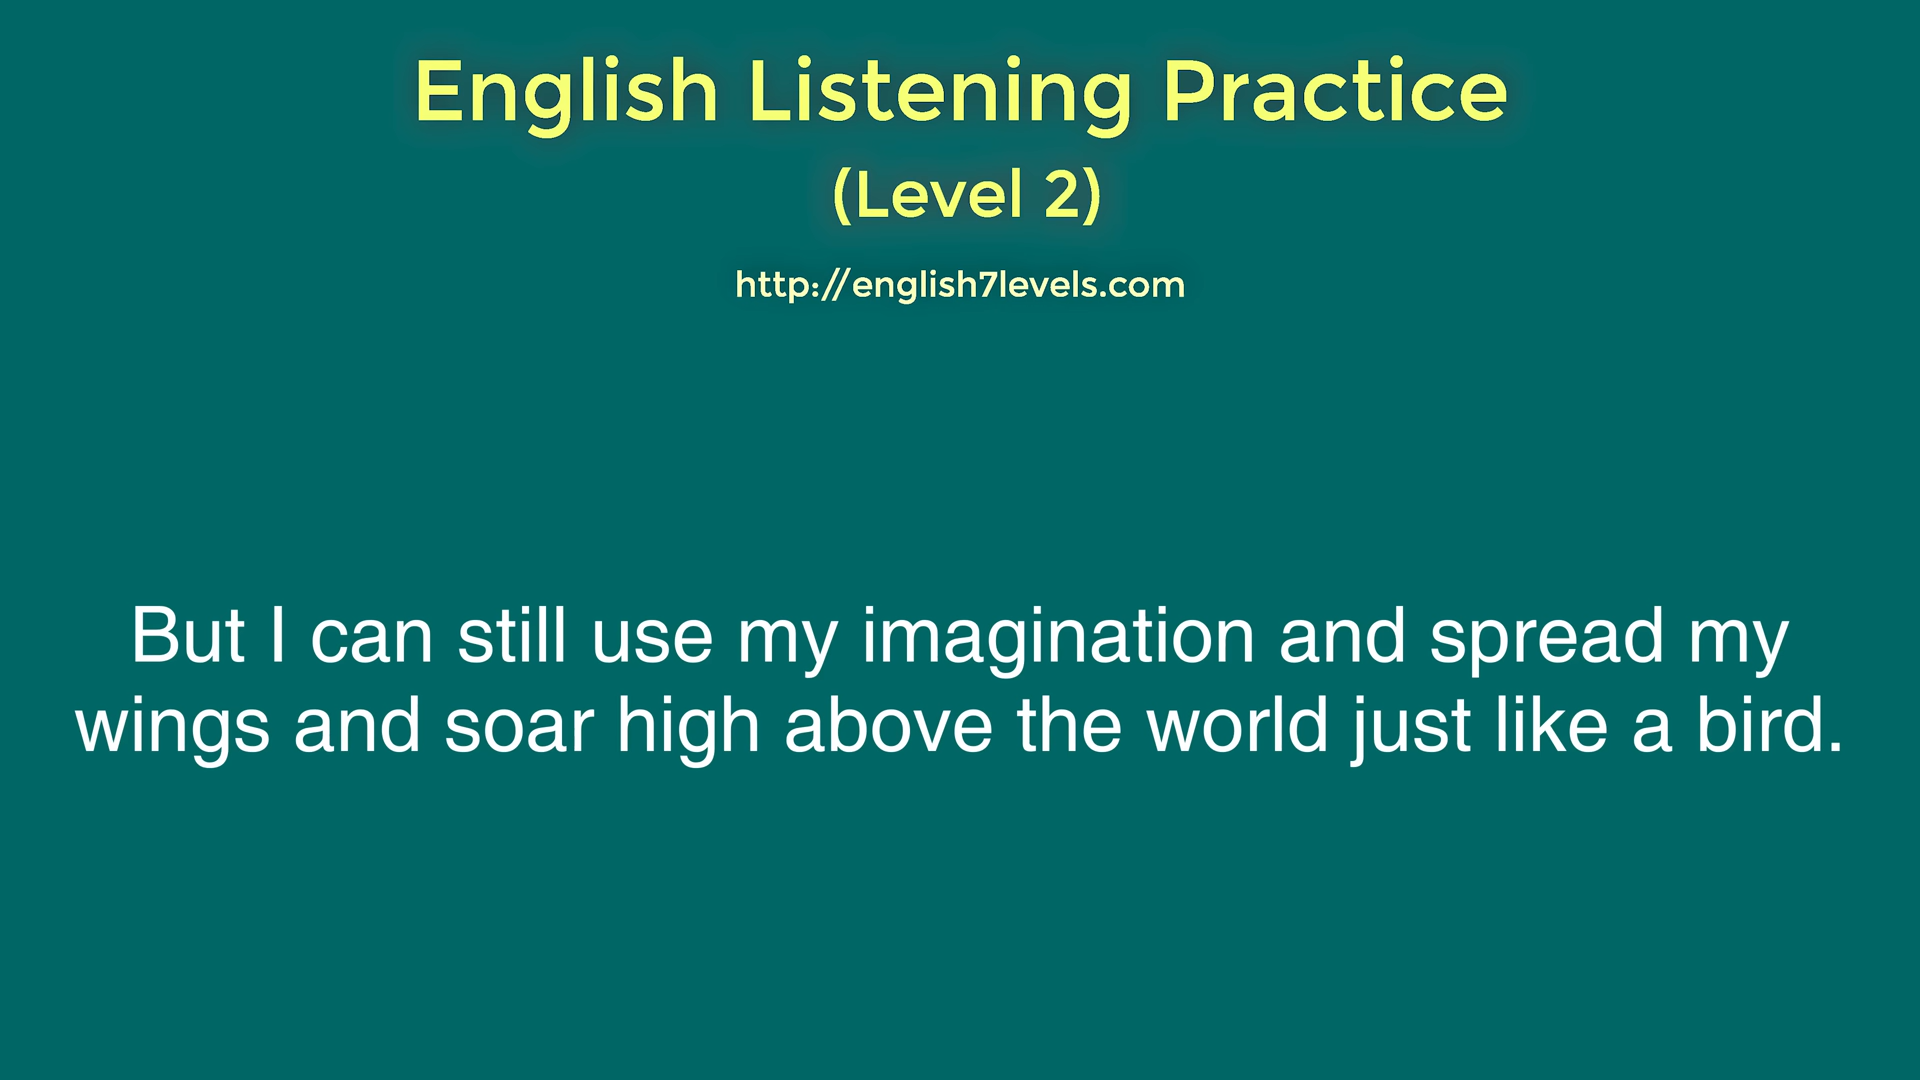 English Listening Practice
(Level 2)
http://english7levels.com
But I can still use my imagination and spread my
wings and soar high above the world just like a bird.